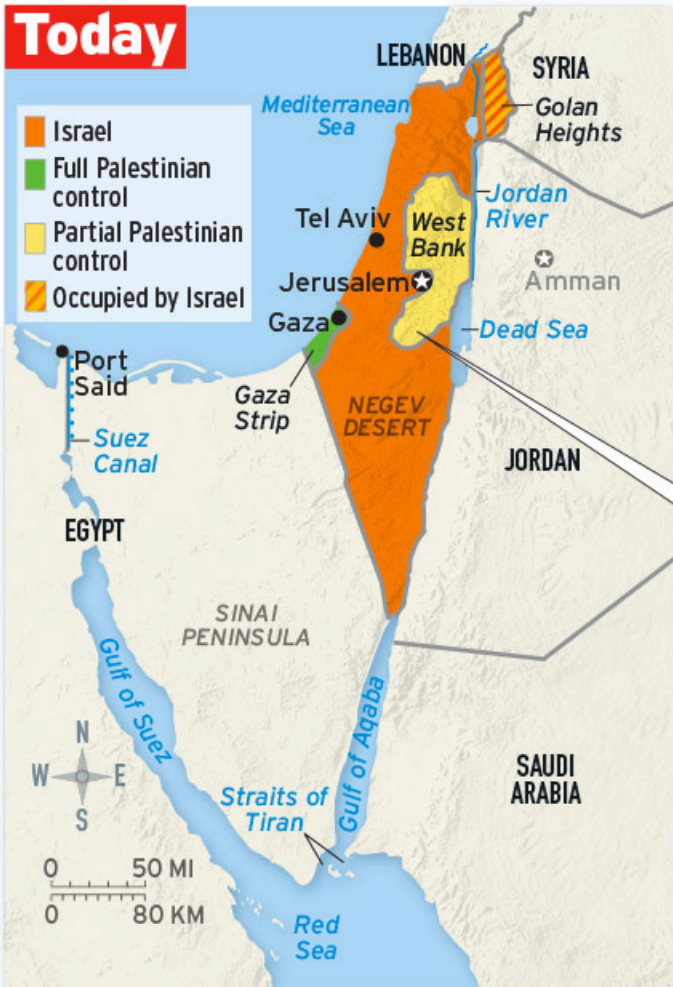 Today
Israel
Full Palestinian
control
Partial Palestinian
control
Occupied by Israel
LEBANON
SYRIA
Mediterranean
Sea
Golan
Heights
Jordan
River
Tel Aviv
West
Bank
Jerusalem
Amman
Gaza
Dead Sea
Port
Said
Gaza
Strip
NEGEV
DESERT
Suez
Canal
JORDAN
EGYPT
SINAI
PENINSULA
Gulf of Suez
Gulf of Aqaba
N
W
E
S
Straits of
Tiran
SAUDI
ARABIA
0
50 MI
0
80 KM
Red
Sea